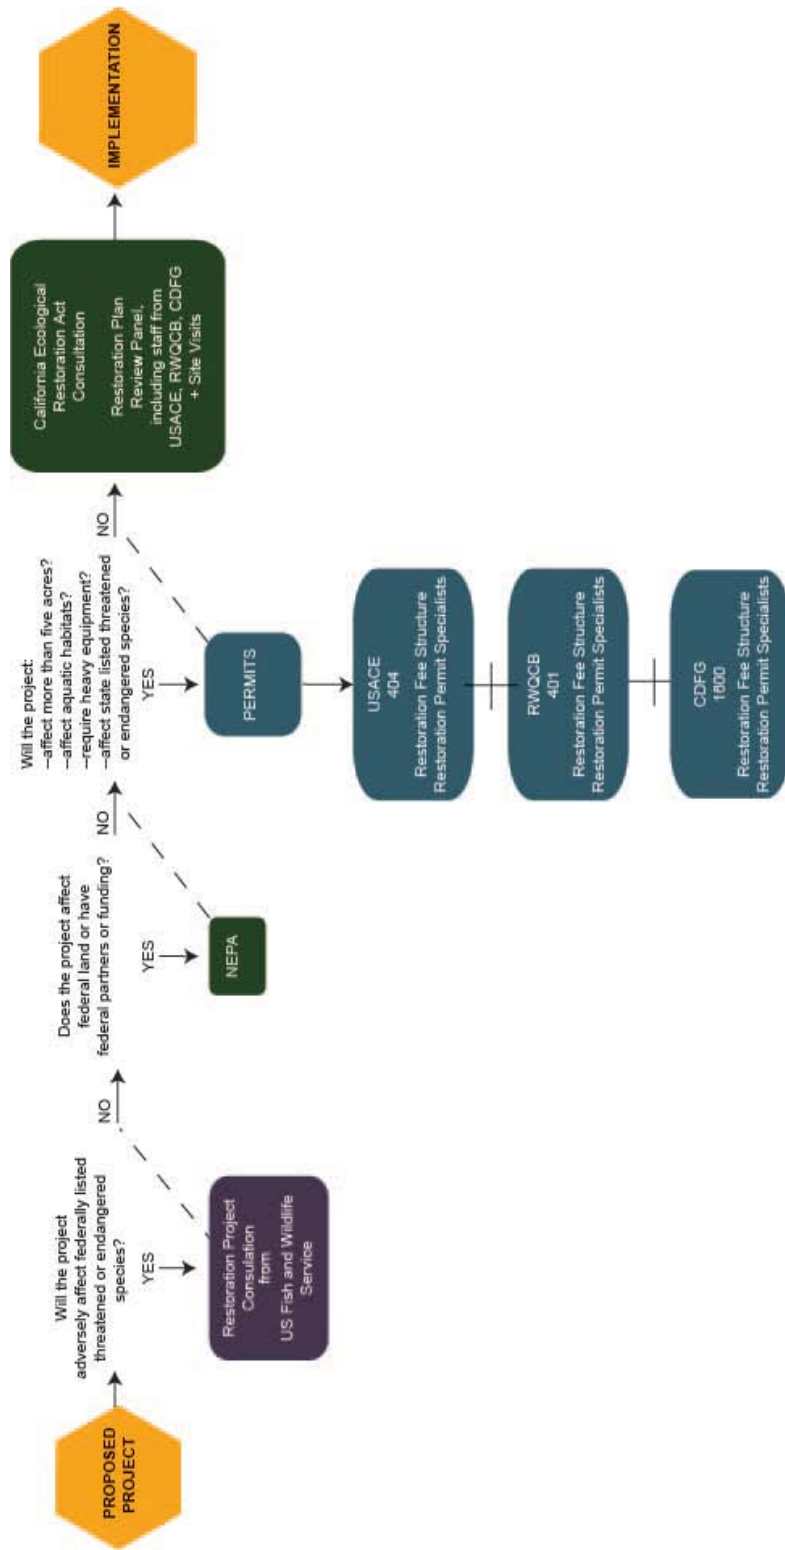 PROPOSED
PROJECT
Will the project
adversely affect federally listed
threatened or endangered
species?
YES
Restoration Project
Consulation
from
US Fish and Wildlife
Service
NO
Does the project affect
federal land or have
federal partners or funding?
YES
NEPA
NO
Will the project:
--affect more than five acres?
--affect aquatic habitats?
--require heavy equipment?
--affect state listed threatened
or endangered species?
YES
PERMITS
USACE
404
Restoration Fee Structure
Restoration Permit Specialists
RWQCB
401
Restoration Fee Structure
Restoration Permit Specialists
CDFG
1600
Restoration Fee Structure
Restoration Permit Specialists
NO
California Ecological
Restoration Act
Consultation
Restoration Plan
Review Panel,
including staff from
USACE, RWQCB, CDFG
+ Site Visits
IMPLEMENTATION